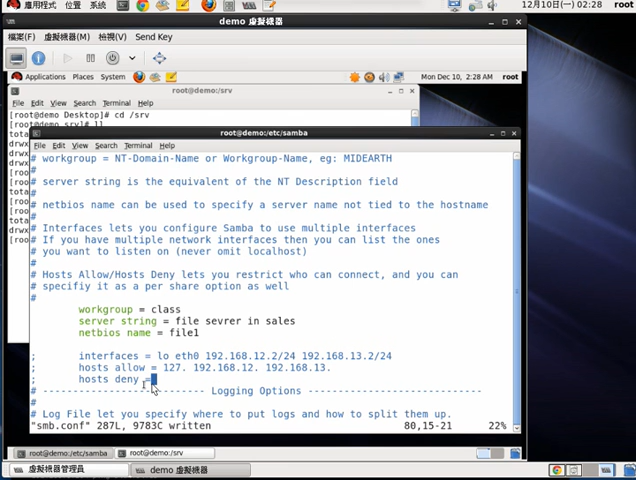 應用程式 位置 系統 12月10日(一) 02:28 root
demo 虛擬機器
檔案(F) 虛擬機器(M) 檢視(V) Send Key
Applications Places System Mon Dec 10, 2:28 AM root
root@demo:/srv
File Edit View Search Terminal Help
[root@demo Desktop]# cd /srv
[root@demo srv]# ll
root@demo:/etc/samba
File Edit View Search Terminal Help
# workgroup = NT-Domain-Name or Workgroup-Name, eg: MIDEARTH
#
# server string is the equivalent of the NT Description field
#
# netbios name can be used to specify a server name not tied to the hostname
#
# Interfaces lets you configure Samba to use multiple interfaces
# If you have multiple network interfaces then you can list the ones
# you want to listen on (never omit localhost)
#
# Hosts Allow/Hosts Deny lets you restrict who can connect, and you can
# specifiy it as a per share option as well
#
workgroup = class
server string = file sevrer in sales
netbios name = file1
; interfaces = lo eth0 192.168.12.2/24 192.168.13.2/24
; hosts allow = 127. 192.168.12. 192.168.13.
; hosts deny =
# --------------------------- Logging Options -----------------------------
#
# Log File let you specify where to put logs and how to split them up.
"smb.conf" 287L, 9783C written 80,15-21 22%
root@demo:/etc/samba root@demo:/srv
虛擬機器管理員 demo 虛擬機器